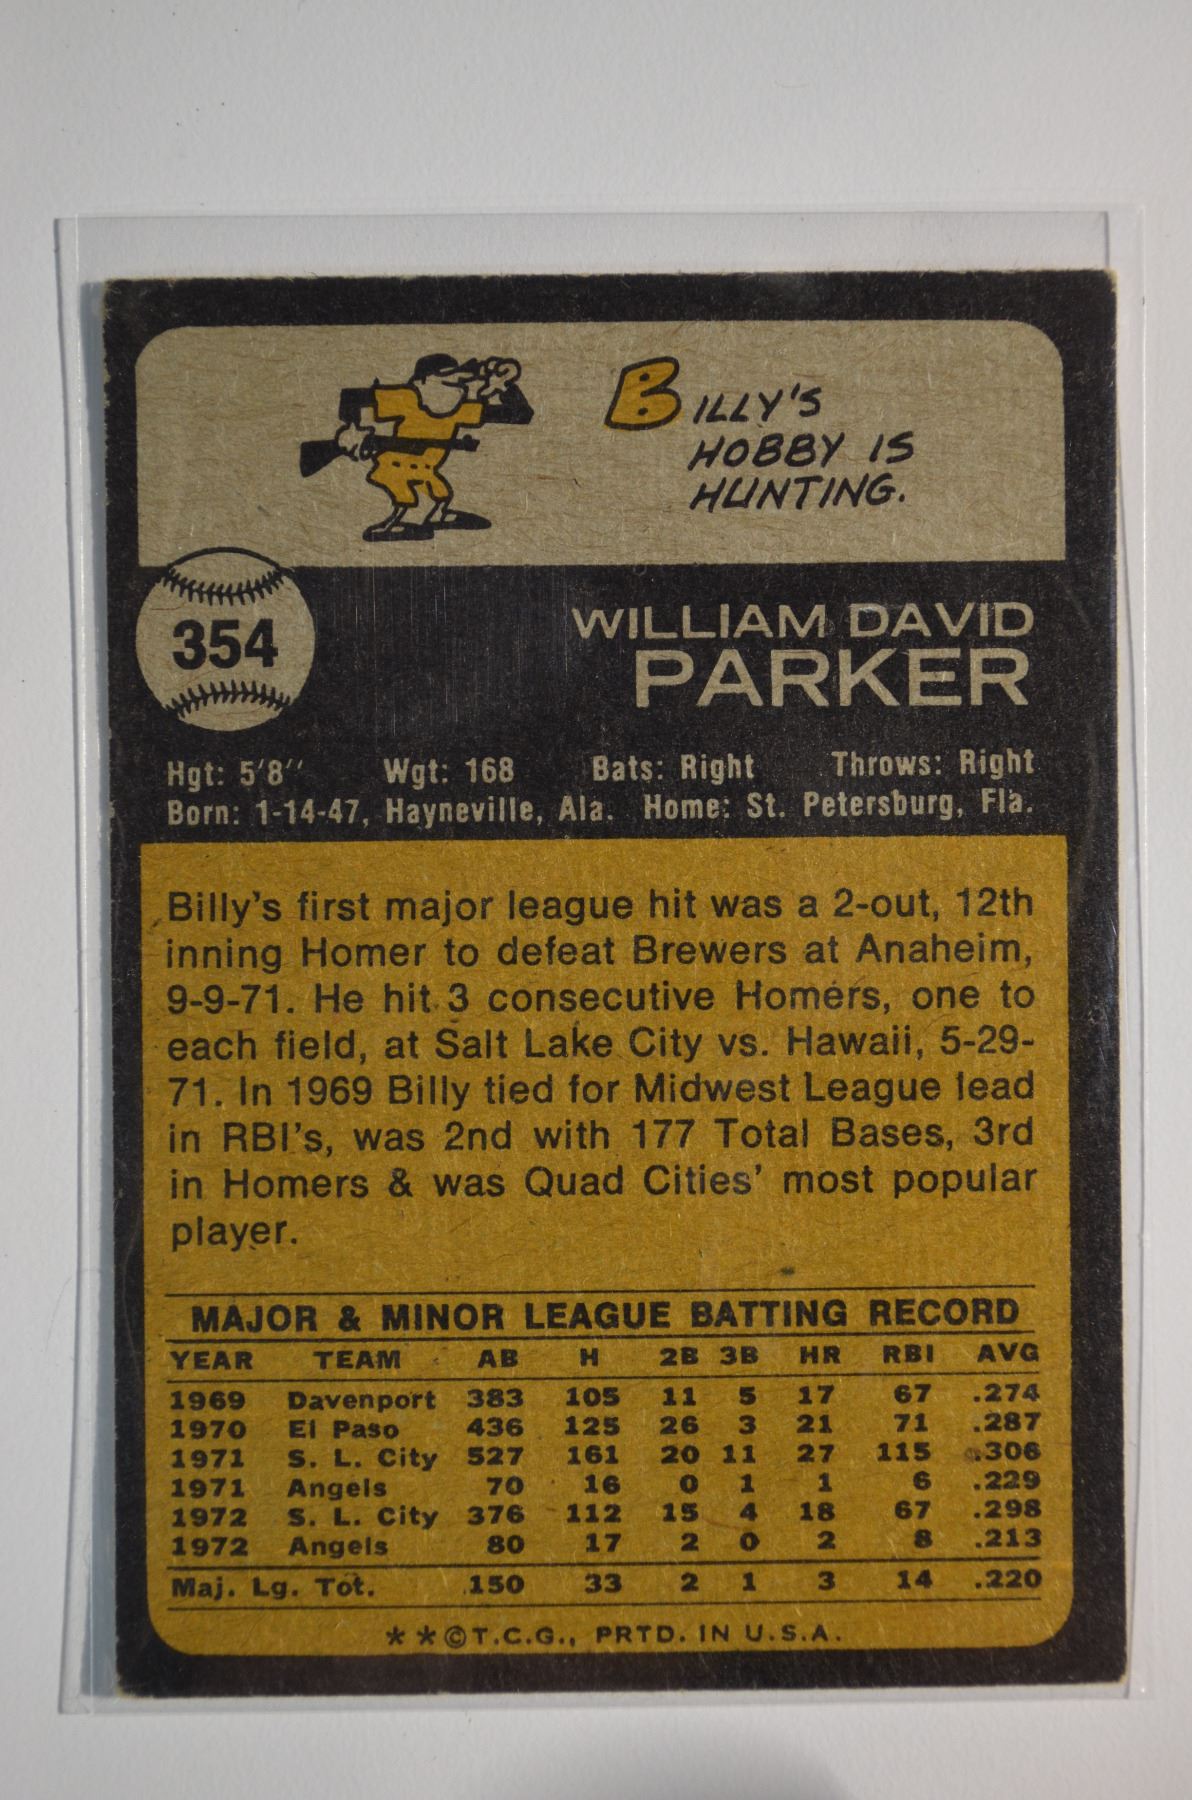 BILLY'S
HOBBY IS
HUNTING.
354
WILLIAM DAVID
PARKER
Hgt: 5'8'' Wgt: 168 Bats: Right Throws: Right
Born: 1-14-47, Hayneville, Ala. Home: St. Petersburg, Fla.
Billy's first major league hit was a 2-out, 12th
inning Homer to defeat Brewers at Anaheim,
9-9-71. He hit 3 consecutive Homers, one to
each field, at Salt Lake City vs. Hawaii, 5-29-
71. In 1969 Billy tied for Midwest League lead
in RBI's, was 2nd with 177 Total Bases, 3rd
in Homers & was Quad Cities' most popular
player.
MAJOR & MINOR LEAGUE BATTING RECORD
YEAR TEAM AB H 2B 3B HR RBI AVG
1969 Davenport 383 105 11 5 17 67 .274
1970 El Paso 436 125 26 3 21 71 .287
1971 S. L. City 527 161 20 11 27 115 .306
1971 Angels 70 16 0 1 1 6 .229
1972 S. L. City 376 112 15 4 18 67 .298
1972 Angels 80 17 2 0 2 8 .213
Maj. Lg. Tot. 150 33 2 1 3 14 .220
* * © T.C.G., PRTD. IN U.S.A.